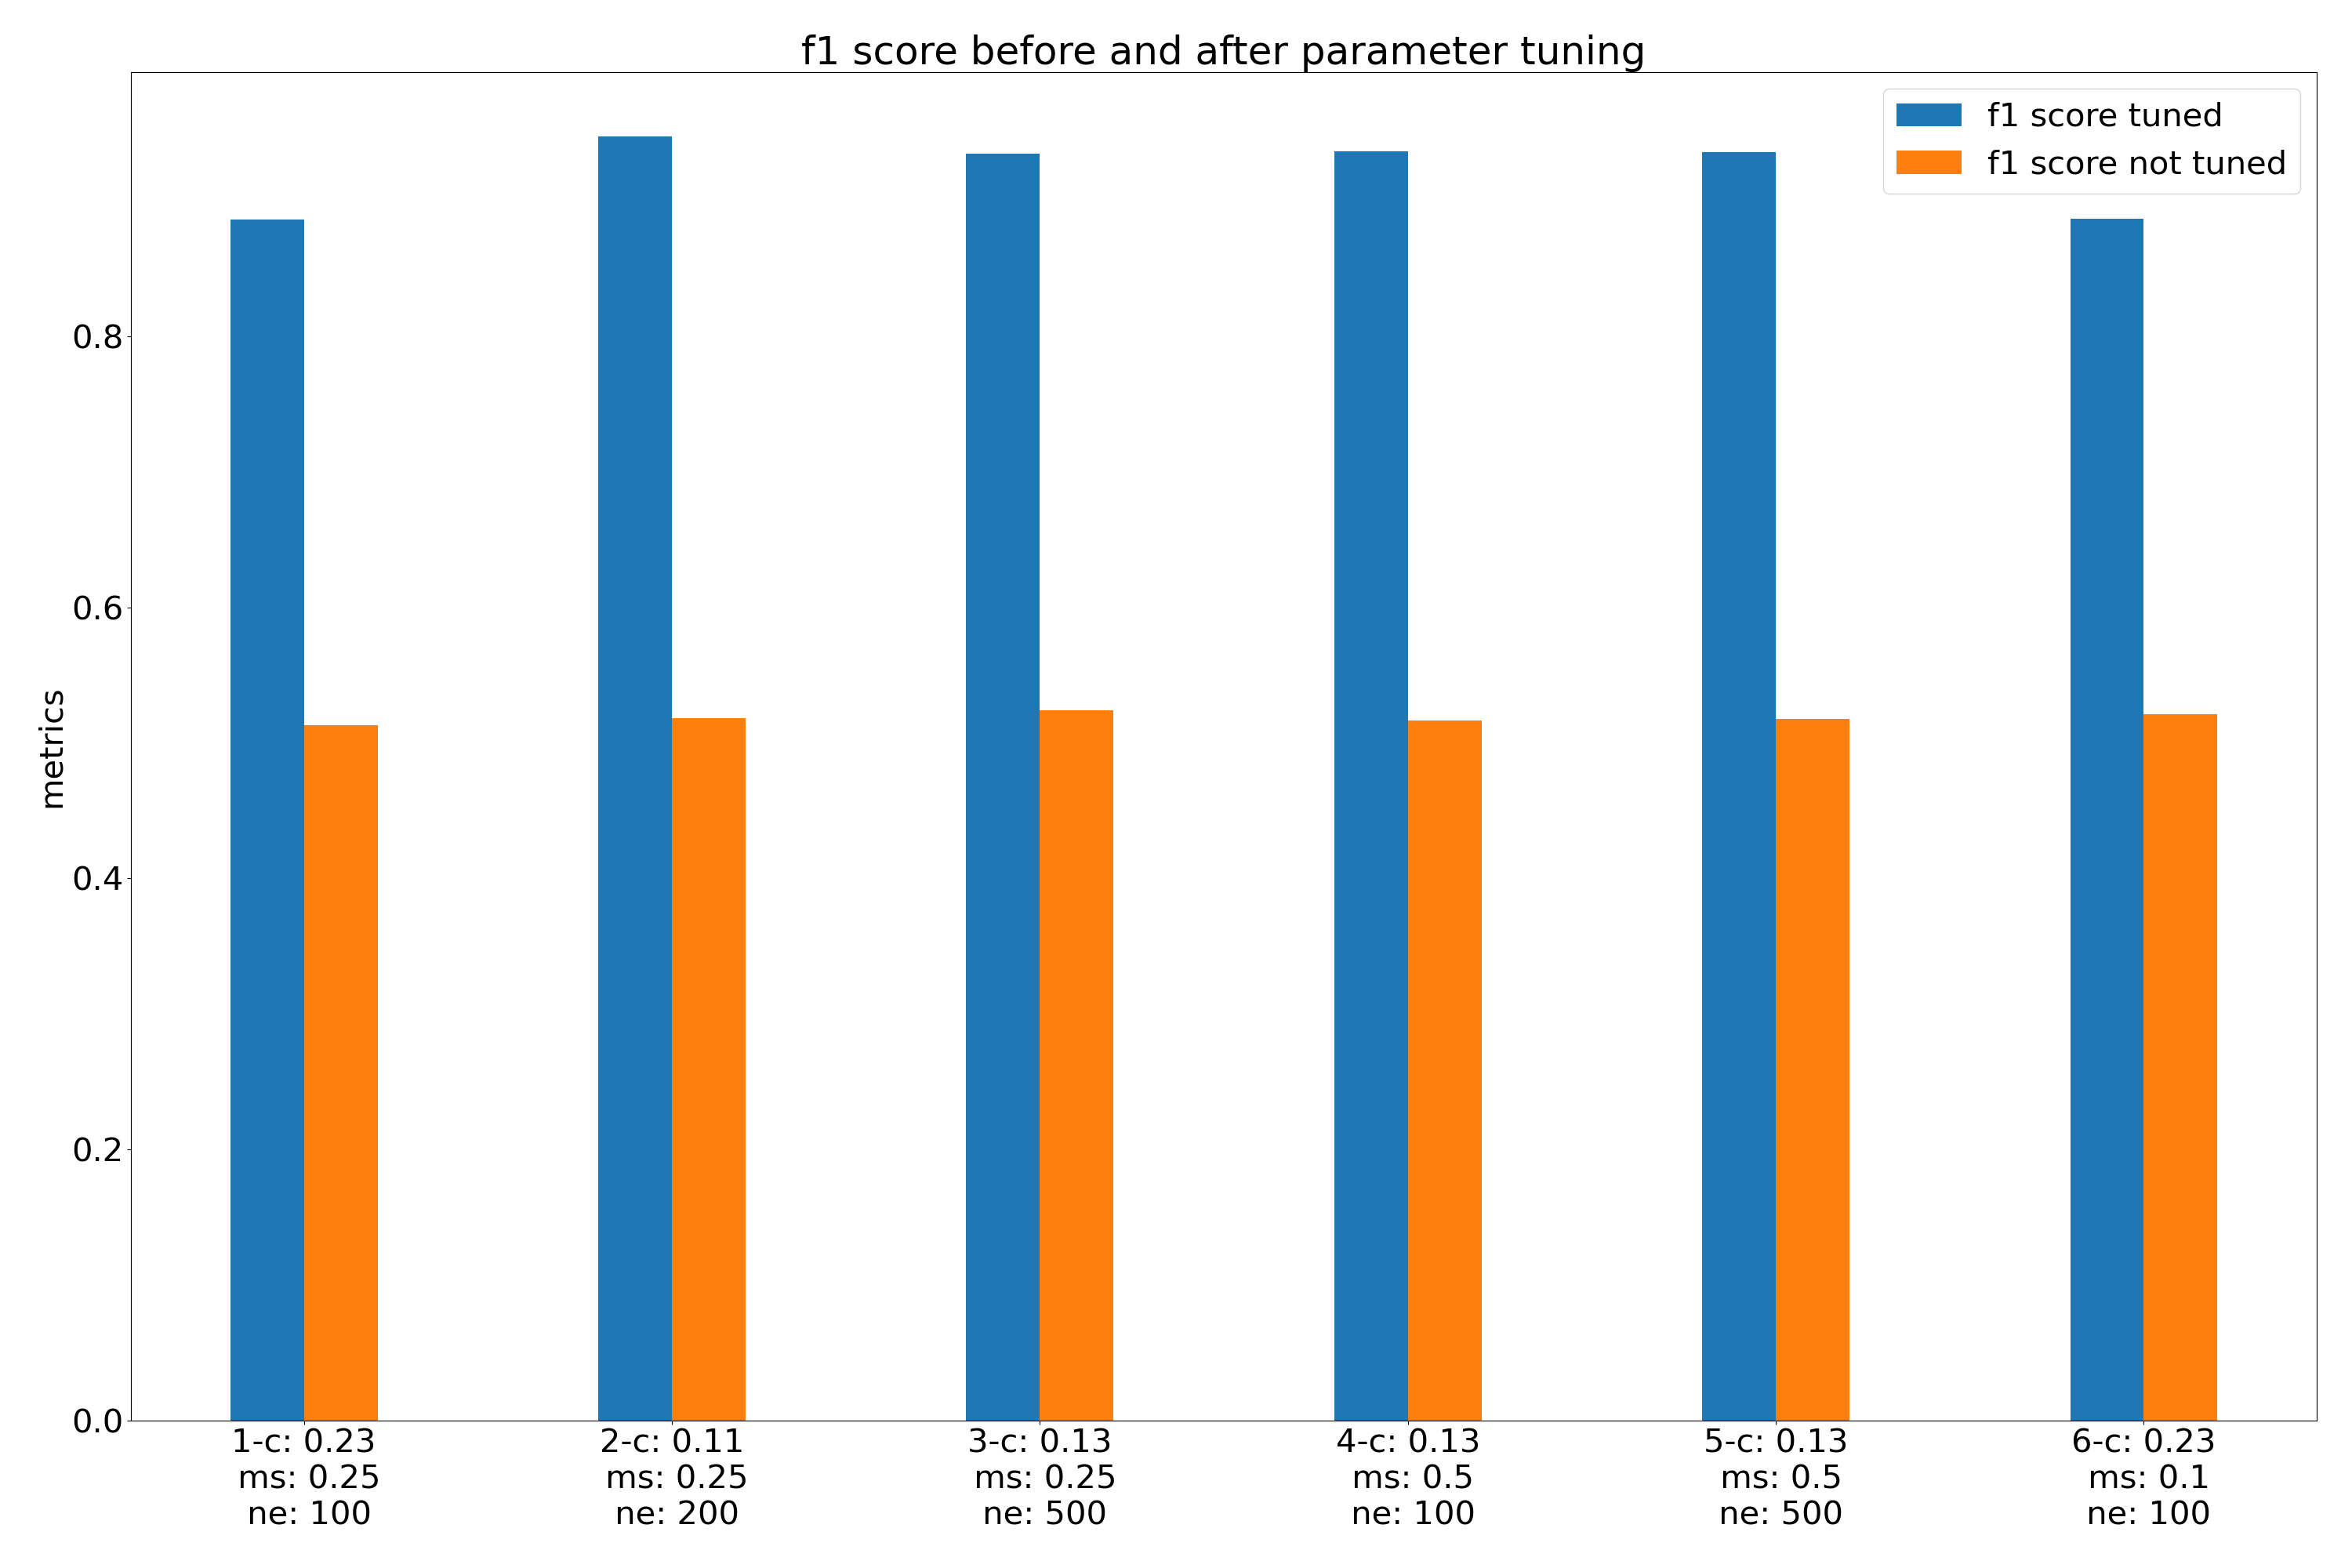 f1 score before and after parameter tuning
f1 score tuned
f1 score not tuned
metrics
0.8
0.6
0.4
0.2
0.0
1-c: 0.23
ms: 0.25
ne: 100
2-c: 0.11
ms: 0.25
ne: 200
3-c: 0.13
ms: 0.25
ne: 500
4-c: 0.13
ms: 0.5
ne: 100
5-c: 0.13
ms: 0.5
ne: 500
6-c: 0.23
ms: 0.1
ne: 100